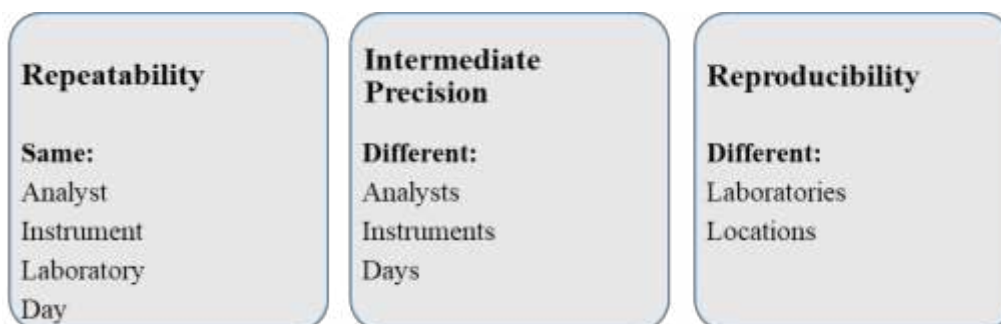 Repeatability
Same:
Analyst
Instrument
Laboratory
Day
Intermediate
Precision
Different:
Analysts
Instruments
Days
Reproducibility
Different:
Laboratories
Locations